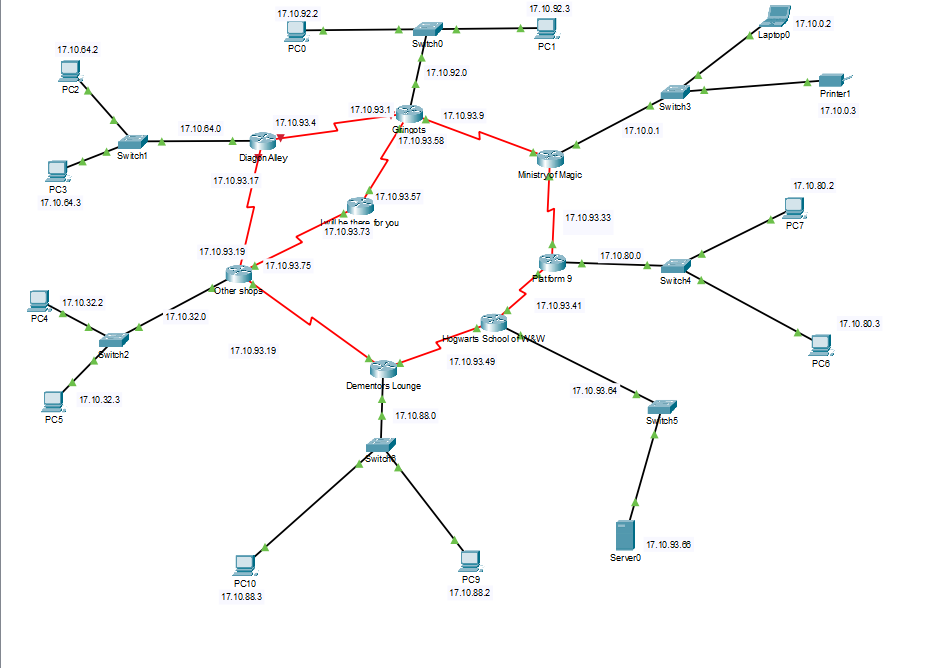 17.10.92.2
17.10.92.3
PC0
Switch0
PC1
17.10.0.2
Laptop0
17.10.64.2
PC2
17.10.92.0
Switch3
Printer1
17.10.0.3
17.10.93.1
17.10.93.9
17.10.93.4
17.10.64.0
17.10.0.1
Gringots
17.10.93.58
Switch1
Diagon Alley
Ministry of Magic
17.10.93.17
PC3
17.10.64.3
17.10.93.57
17.10.80.2
I will be there for you
17.10.93.73
17.10.93.33
PC7
17.10.93.19
17.10.93.75
17.10.80.0
Platform 9
Switch4
Other shops
17.10.32.2
PC4
17.10.32.0
17.10.93.41
17.10.80.3
Switch2
17.10.93.19
Hogwarts School of W&W
17.10.93.49
PC6
Dementors Lounge
17.10.93.64
17.10.32.3
PC5
17.10.88.0
Switch5
Switch6
17.10.93.66
Server0
PC10
17.10.88.3
PC9
17.10.88.2